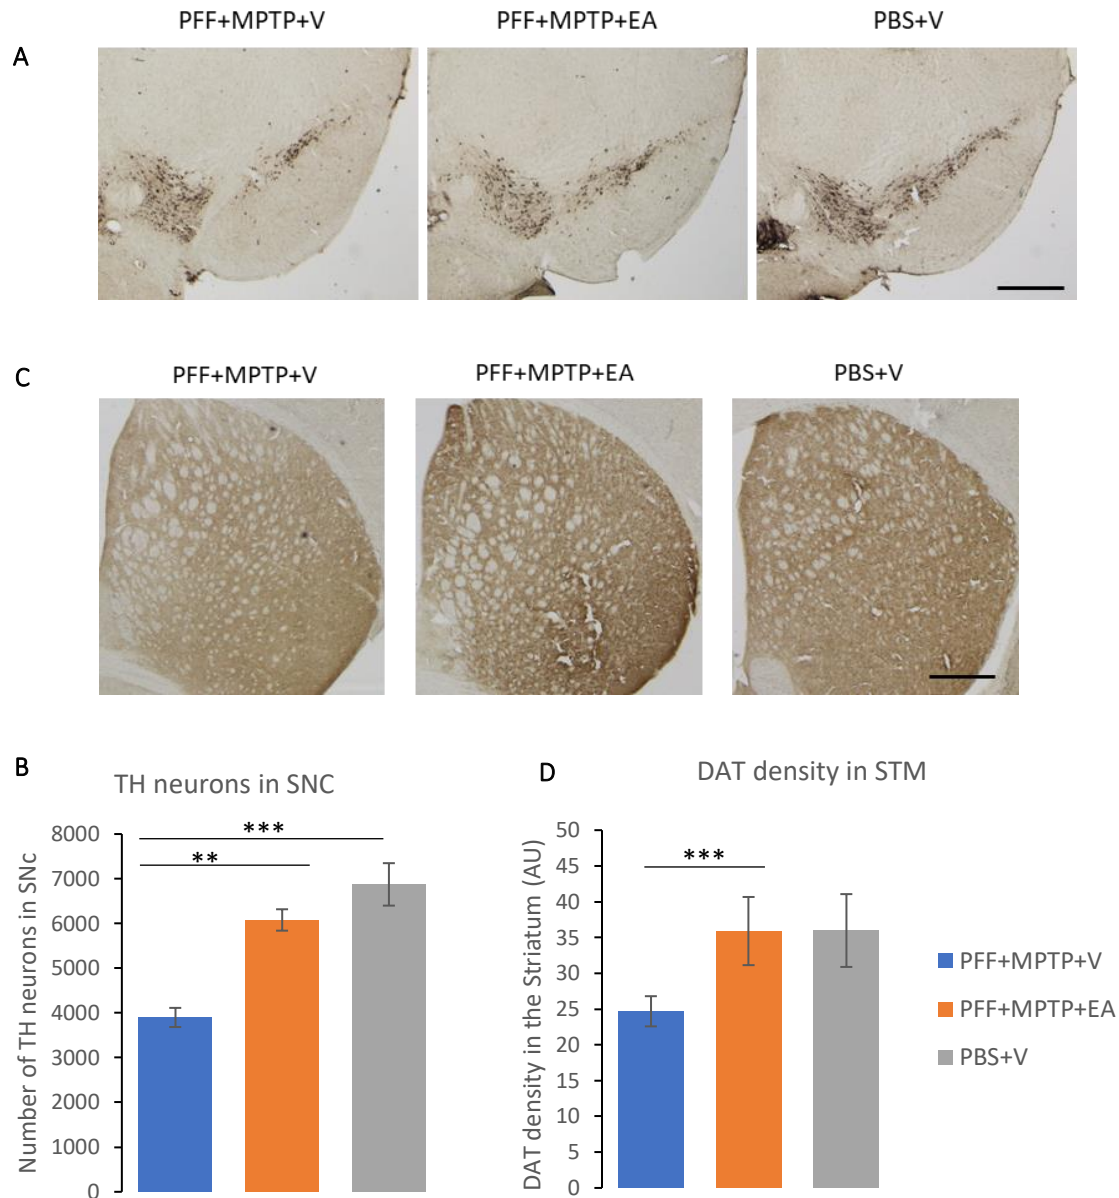 PFF+MPTP+V PFF+MPTP+EA PBS+V
A
C
PFF+MPTP+V PFF+MPTP+EA PBS+V
B
TH neurons in SNC
Number of TH neurons in SNc
8000
7000
6000
5000
4000
3000
2000
1000
0
***
**
D
DAT density in STM
DAT density in the Striatum (AU)
50
45
40
35
30
25
20
15
10
5
0
***
PFF+MPTP+V
PFF+MPTP+EA
PBS+V